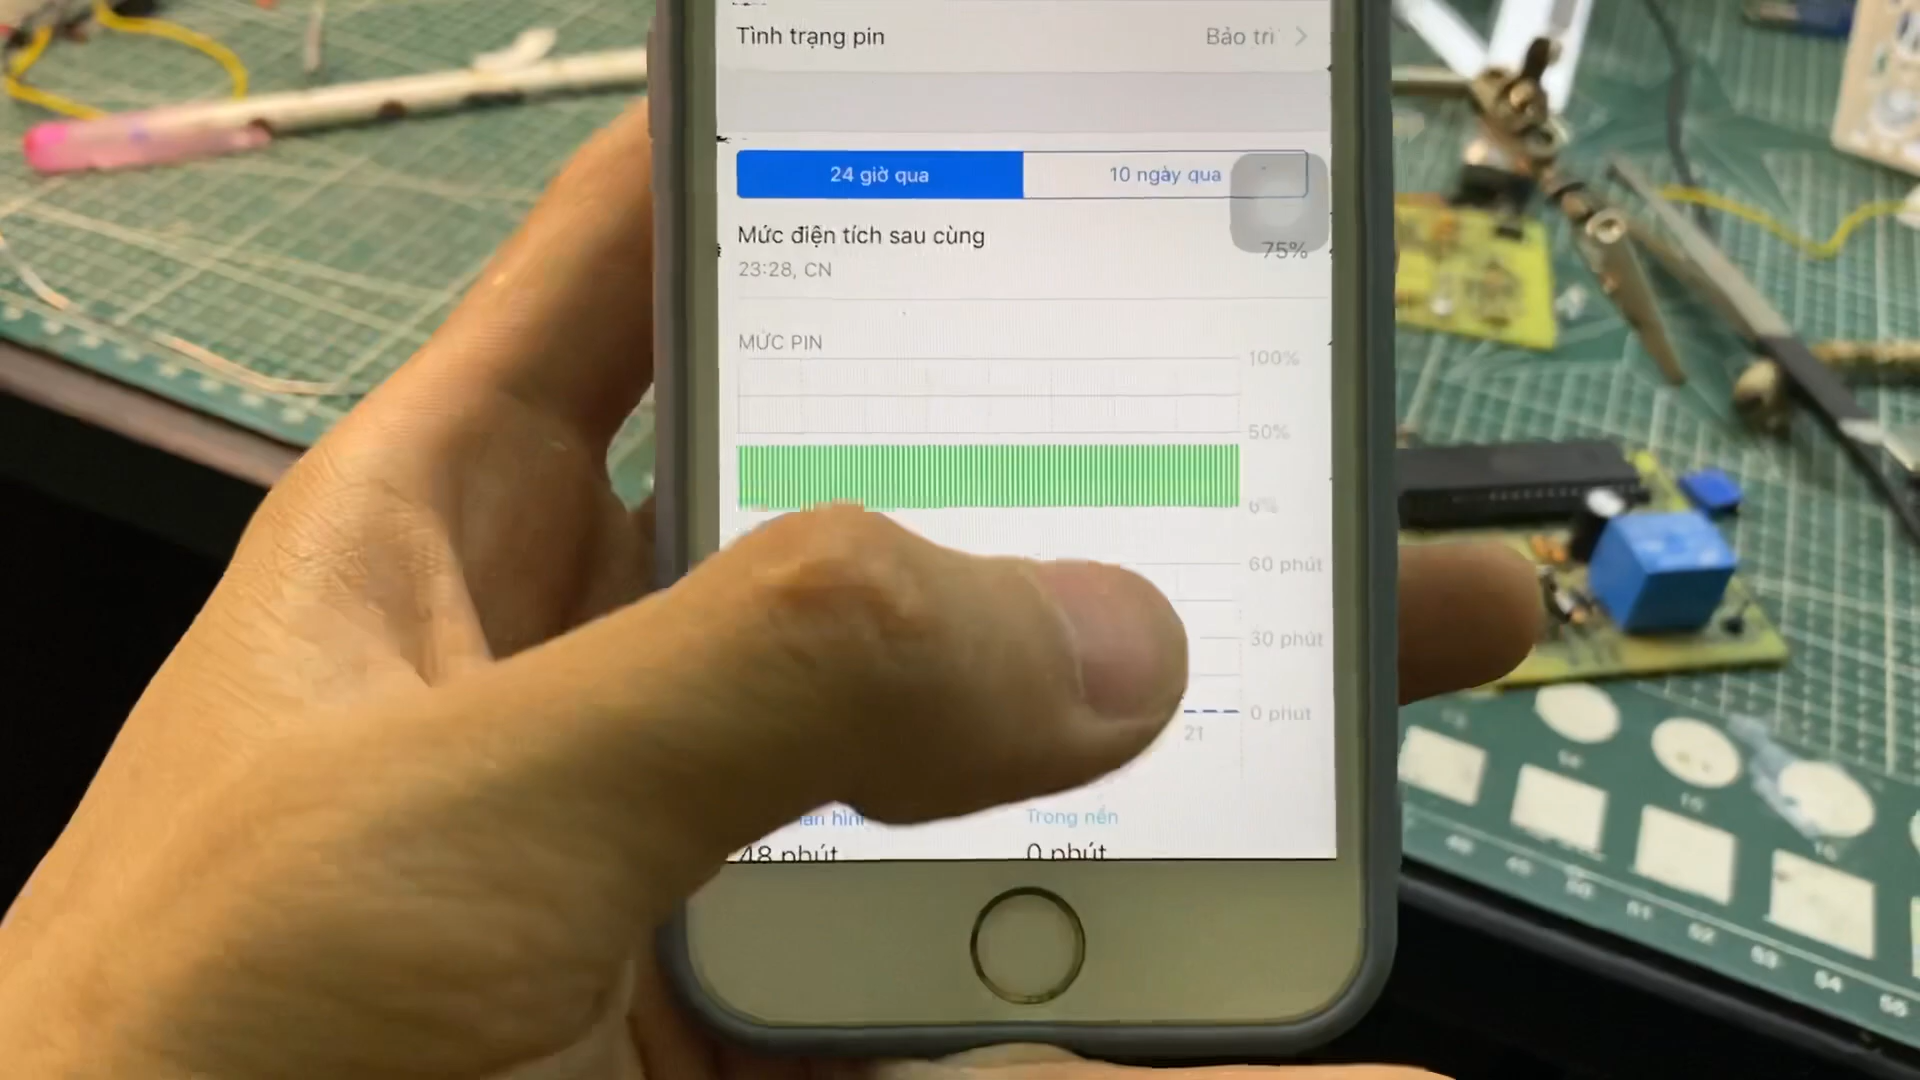 Tình trạng pin
Bảo trì
24 giờ qua
10 ngày qua
Mức điện tích sau cùng
75%
23:28, CN
MỨC PIN
100%
50%
0%
60 phút
30 phút
0 phút
21
Trong nền
48 phút
0 phút